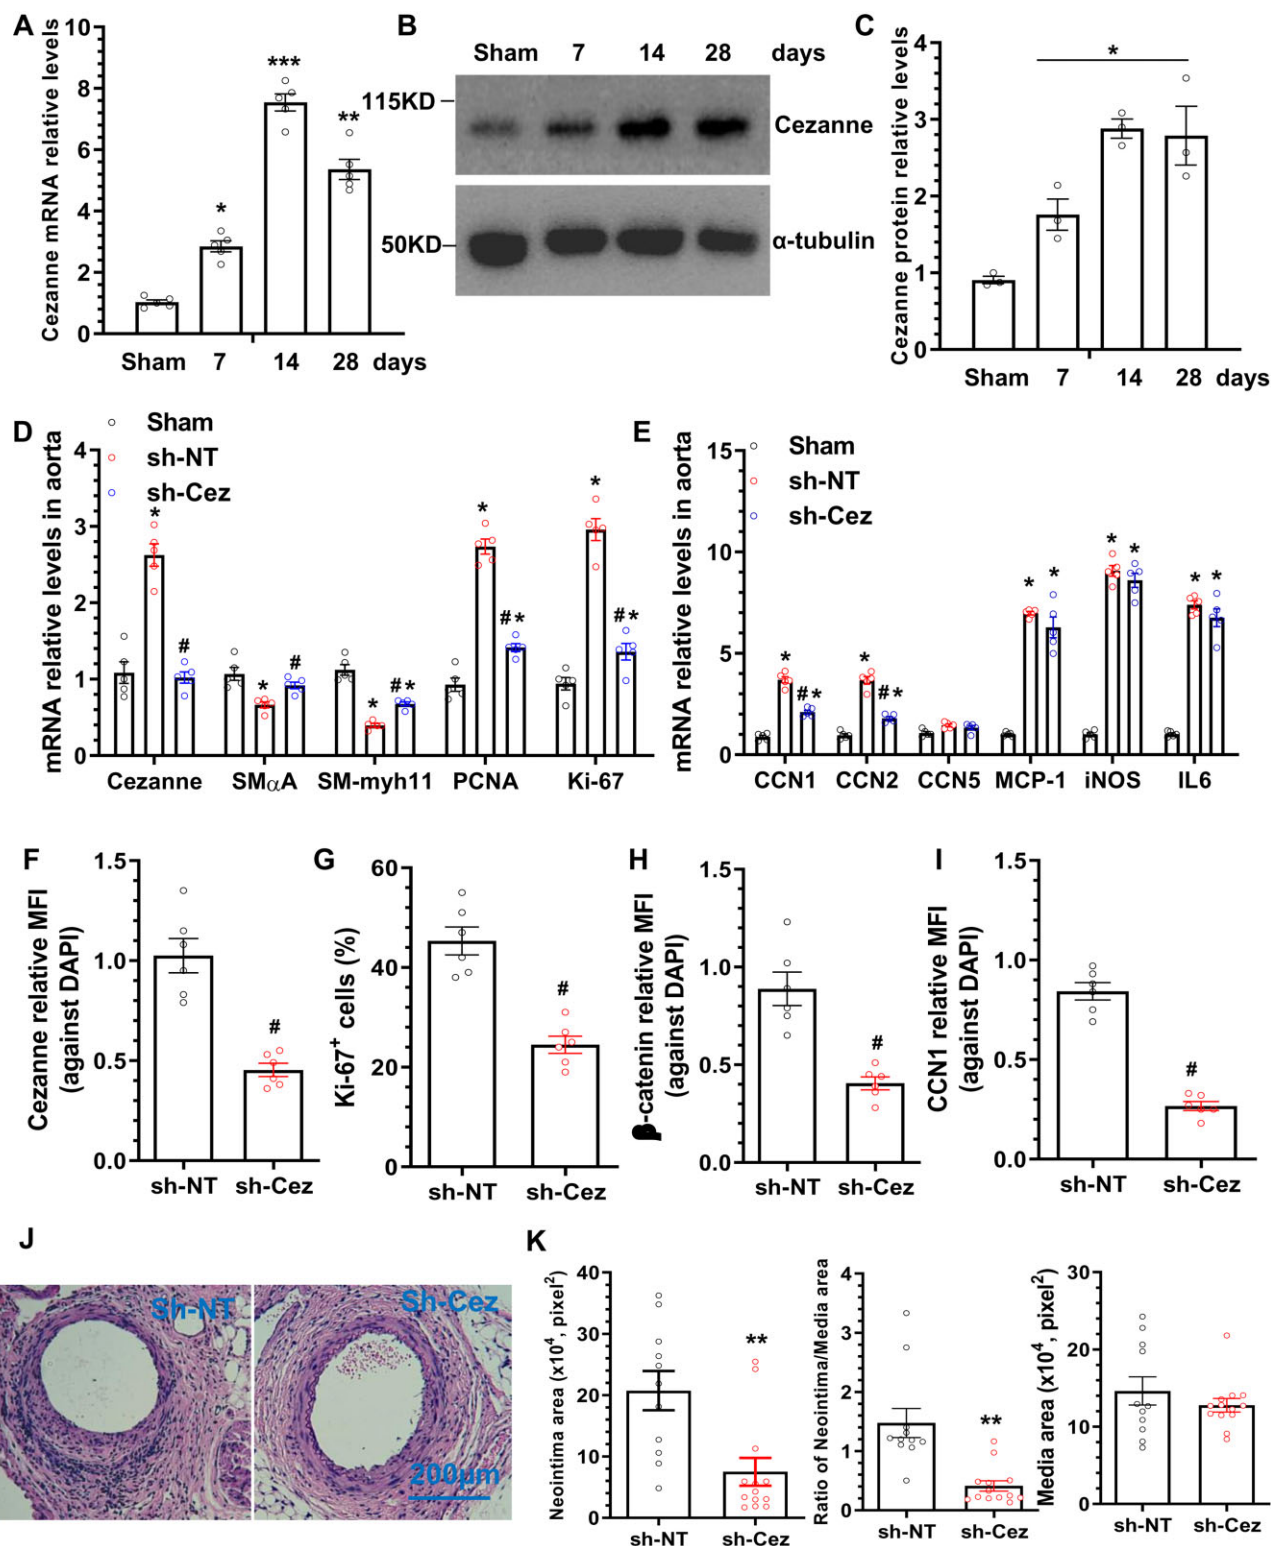 A
Cezanne mRNA relative levels
10
8
6
4
2
0
*
***
**
Sham 7 14 28 days
B
Sham 7 14 28 days
115KD
Cezanne
50KD
α-tubulin
C
Cezanne protein relative levels
4
3
2
1
0
*
Sham 7 14 28 days
D
mRNA relative levels in aorta
Sham
sh-NT
sh-Cez
4
3
2
1
0
* # * # * #* * #* * #*
Cezanne SMαA SM-myh11 PCNA Ki-67
E
mRNA relative levels in aorta
Sham
sh-NT
sh-Cez
15
10
5
0
* #* * #* * * * * * *
CCN1 CCN2 CCN5 MCP-1 iNOS IL6
F
Cezanne relative MFI
(against DAPI)
1.5
1.0
0.5
0.0
#
sh-NT sh-Cez
G
Ki-67+ cells (%)
60
40
20
0
#
sh-NT sh-Cez
H
β-catenin relative MFI
(against DAPI)
1.5
1.0
0.5
0.0
#
sh-NT sh-Cez
I
CCN1 relative MFI
(against DAPI)
1.5
1.0
0.5
0.0
#
sh-NT sh-Cez
J
Sh-NT
Sh-Cez
200μm
K
Neointima area (x10⁴, pixel²)
40
30
20
10
0
**
sh-NT sh-Cez
Ratio of Neointima/Media area
4
3
2
1
0
**
sh-NT sh-Cez
Media area (x10⁴, pixel²)
30
20
10
0
sh-NT sh-Cez